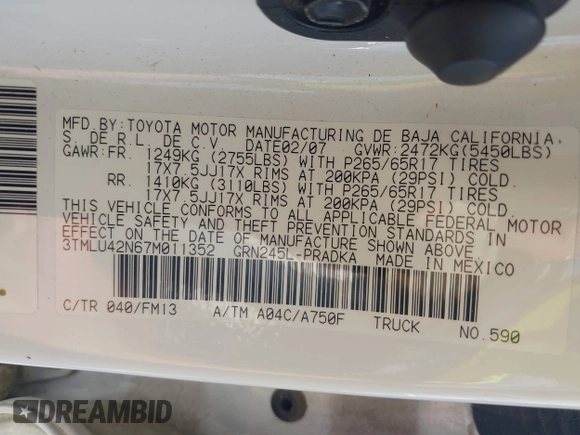 MFD.BY:TOYOTA MOTOR MANUFACTURING DE BAJA CALIFORNIA,
S. DE R.L. DE C.V. DATE02/07 GVWR:2472KG(5450LBS)
GAWR:FR. 1249KG (2755LBS) WITH P265/65R17 TIRES
17X7.5JJ17X RIMS AT 200KPA (29PSI) COLD.
RR. 1410KG (3110LBS) WITH P265/65R17 TIRES
17X7.5JJ17X RIMS AT 200KPA (29PSI) COLD.
THIS VEHICLE CONFORMS TO ALL APPLICABLE FEDERAL MOTOR
VEHICLE SAFETY AND THEFT PREVENTION STANDARDS IN
EFFECT ON THE DATE OF MANUFACTURE SHOWN ABOVE.
3TMLU42N67M011352 GRN245L-PRADKA MADE IN MEXICO
C/TR 040/FM13 A/TM A04C/A750F TRUCK NO.590
DREAMBID